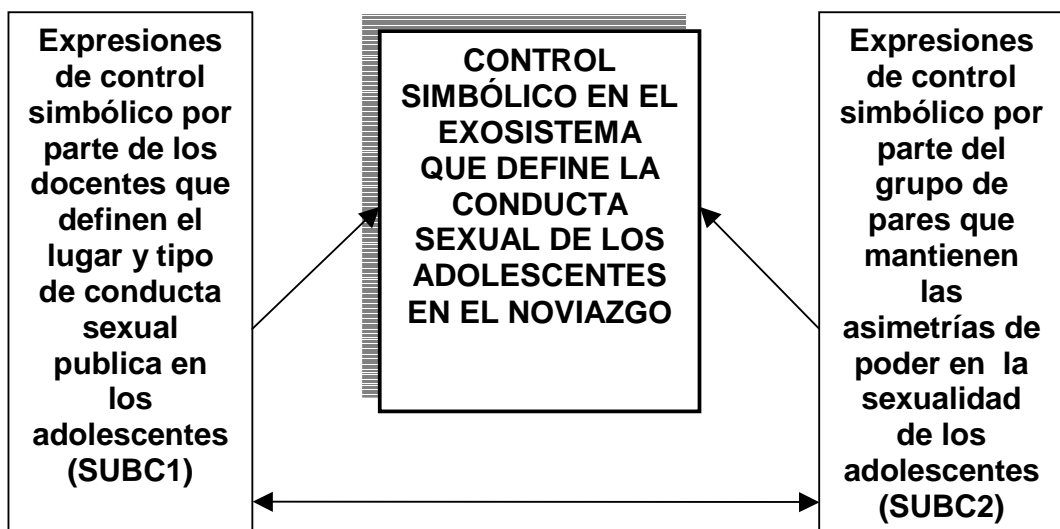 Expresiones
de control
simbólico por
parte de los
docentes que
definen el
lugar y tipo
de conducta
sexual
publica en
los
adolescentes
(SUBC1)
CONTROL
SIMBÓLICO EN EL
EXOSISTEMA
QUE DEFINE LA
CONDUCTA
SEXUAL DE LOS
ADOLESCENTES
EN EL NOVIAZGO
Expresiones
de control
simbólico por
parte del
grupo de
pares que
mantienen
las
asimetrías de
poder en la
sexualidad
de los
adolescentes
(SUBC2)